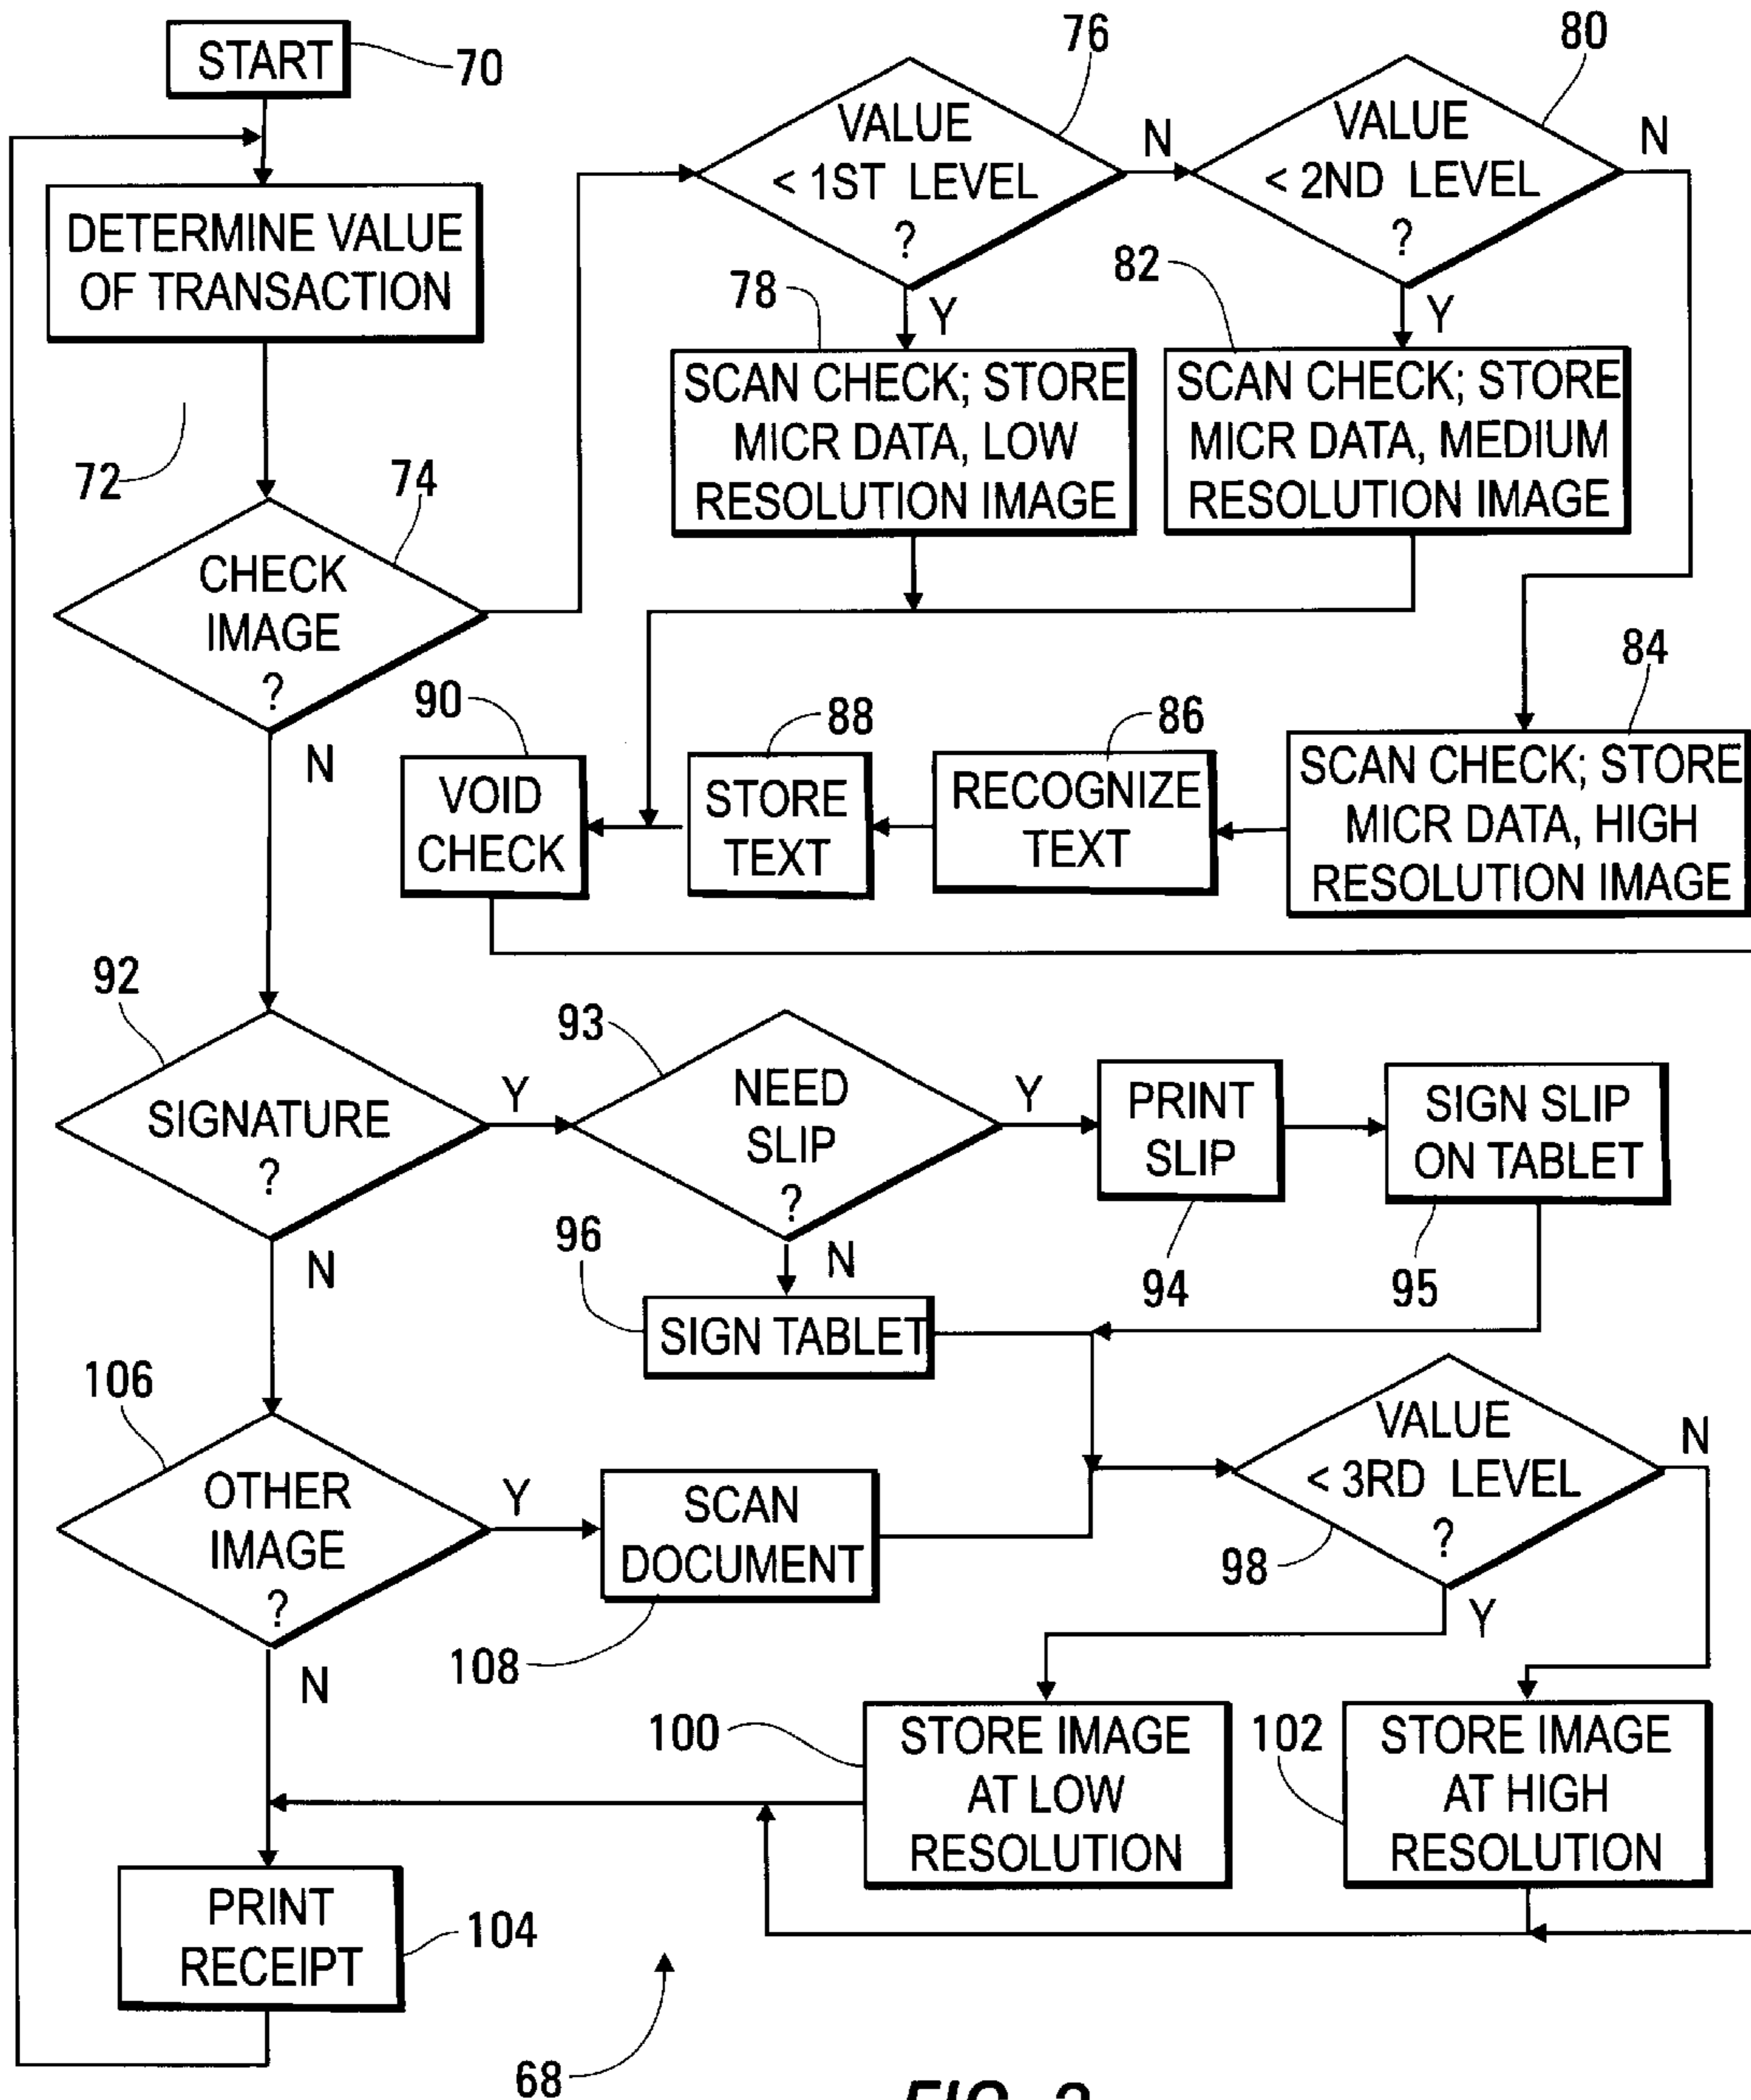 START
70
DETERMINE VALUE
OF TRANSACTION
72
CHECK
IMAGE
?
74
N
76
VALUE
< 1ST LEVEL
?
N
Y
80
VALUE
< 2ND LEVEL
?
N
Y
78
SCAN CHECK; STORE
MICR DATA, LOW
RESOLUTION IMAGE
82
SCAN CHECK; STORE
MICR DATA, MEDIUM
RESOLUTION IMAGE
84
SCAN CHECK; STORE
MICR DATA, HIGH
RESOLUTION IMAGE
86
RECOGNIZE
TEXT
88
STORE
TEXT
90
VOID
CHECK
92
SIGNATURE
?
Y
N
93
NEED
SLIP
?
Y
N
PRINT
SLIP
94
SIGN SLIP
ON TABLET
95
96
SIGN TABLET
106
OTHER
IMAGE
?
Y
N
SCAN
DOCUMENT
108
VALUE
< 3RD LEVEL
?
98
N
Y
100
STORE IMAGE
AT LOW
RESOLUTION
102
STORE IMAGE
AT HIGH
RESOLUTION
PRINT
RECEIPT
104
68